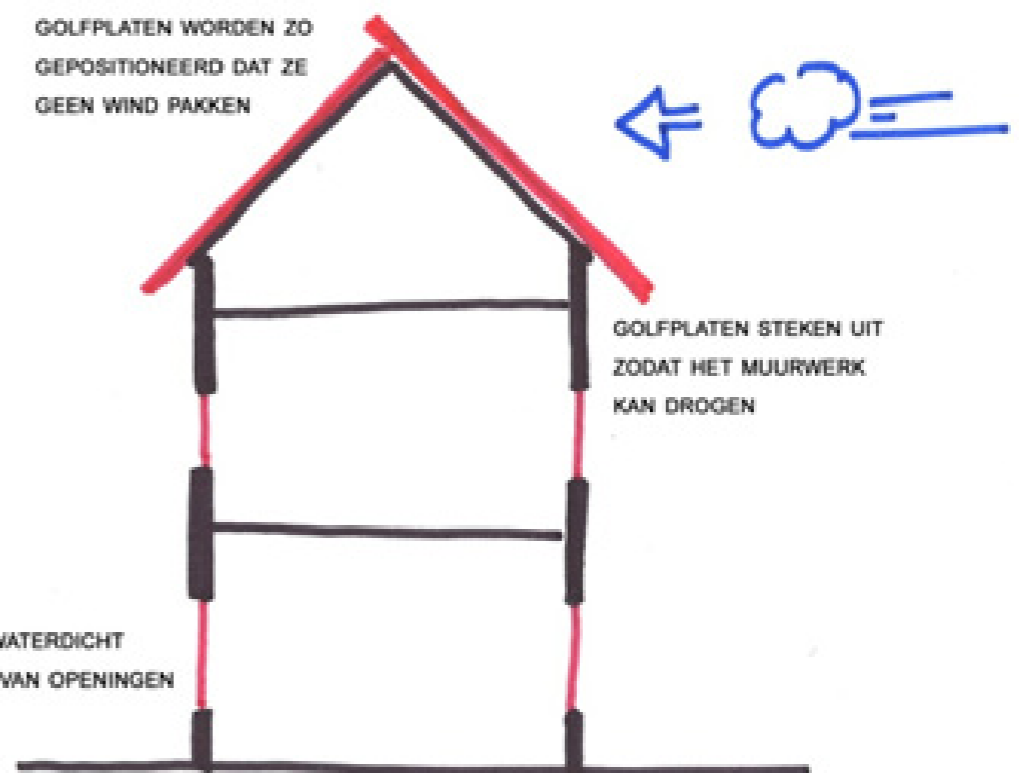 GOLFPLATEN WORDEN ZO
GEPOSITIONEERD DAT ZE
GEEN WIND PAKKEN
GOLFPLATEN STEKEN UIT
ZODAT HET MUURWERK
KAN DROGEN
WATERDICHT
VAN OPENINGEN